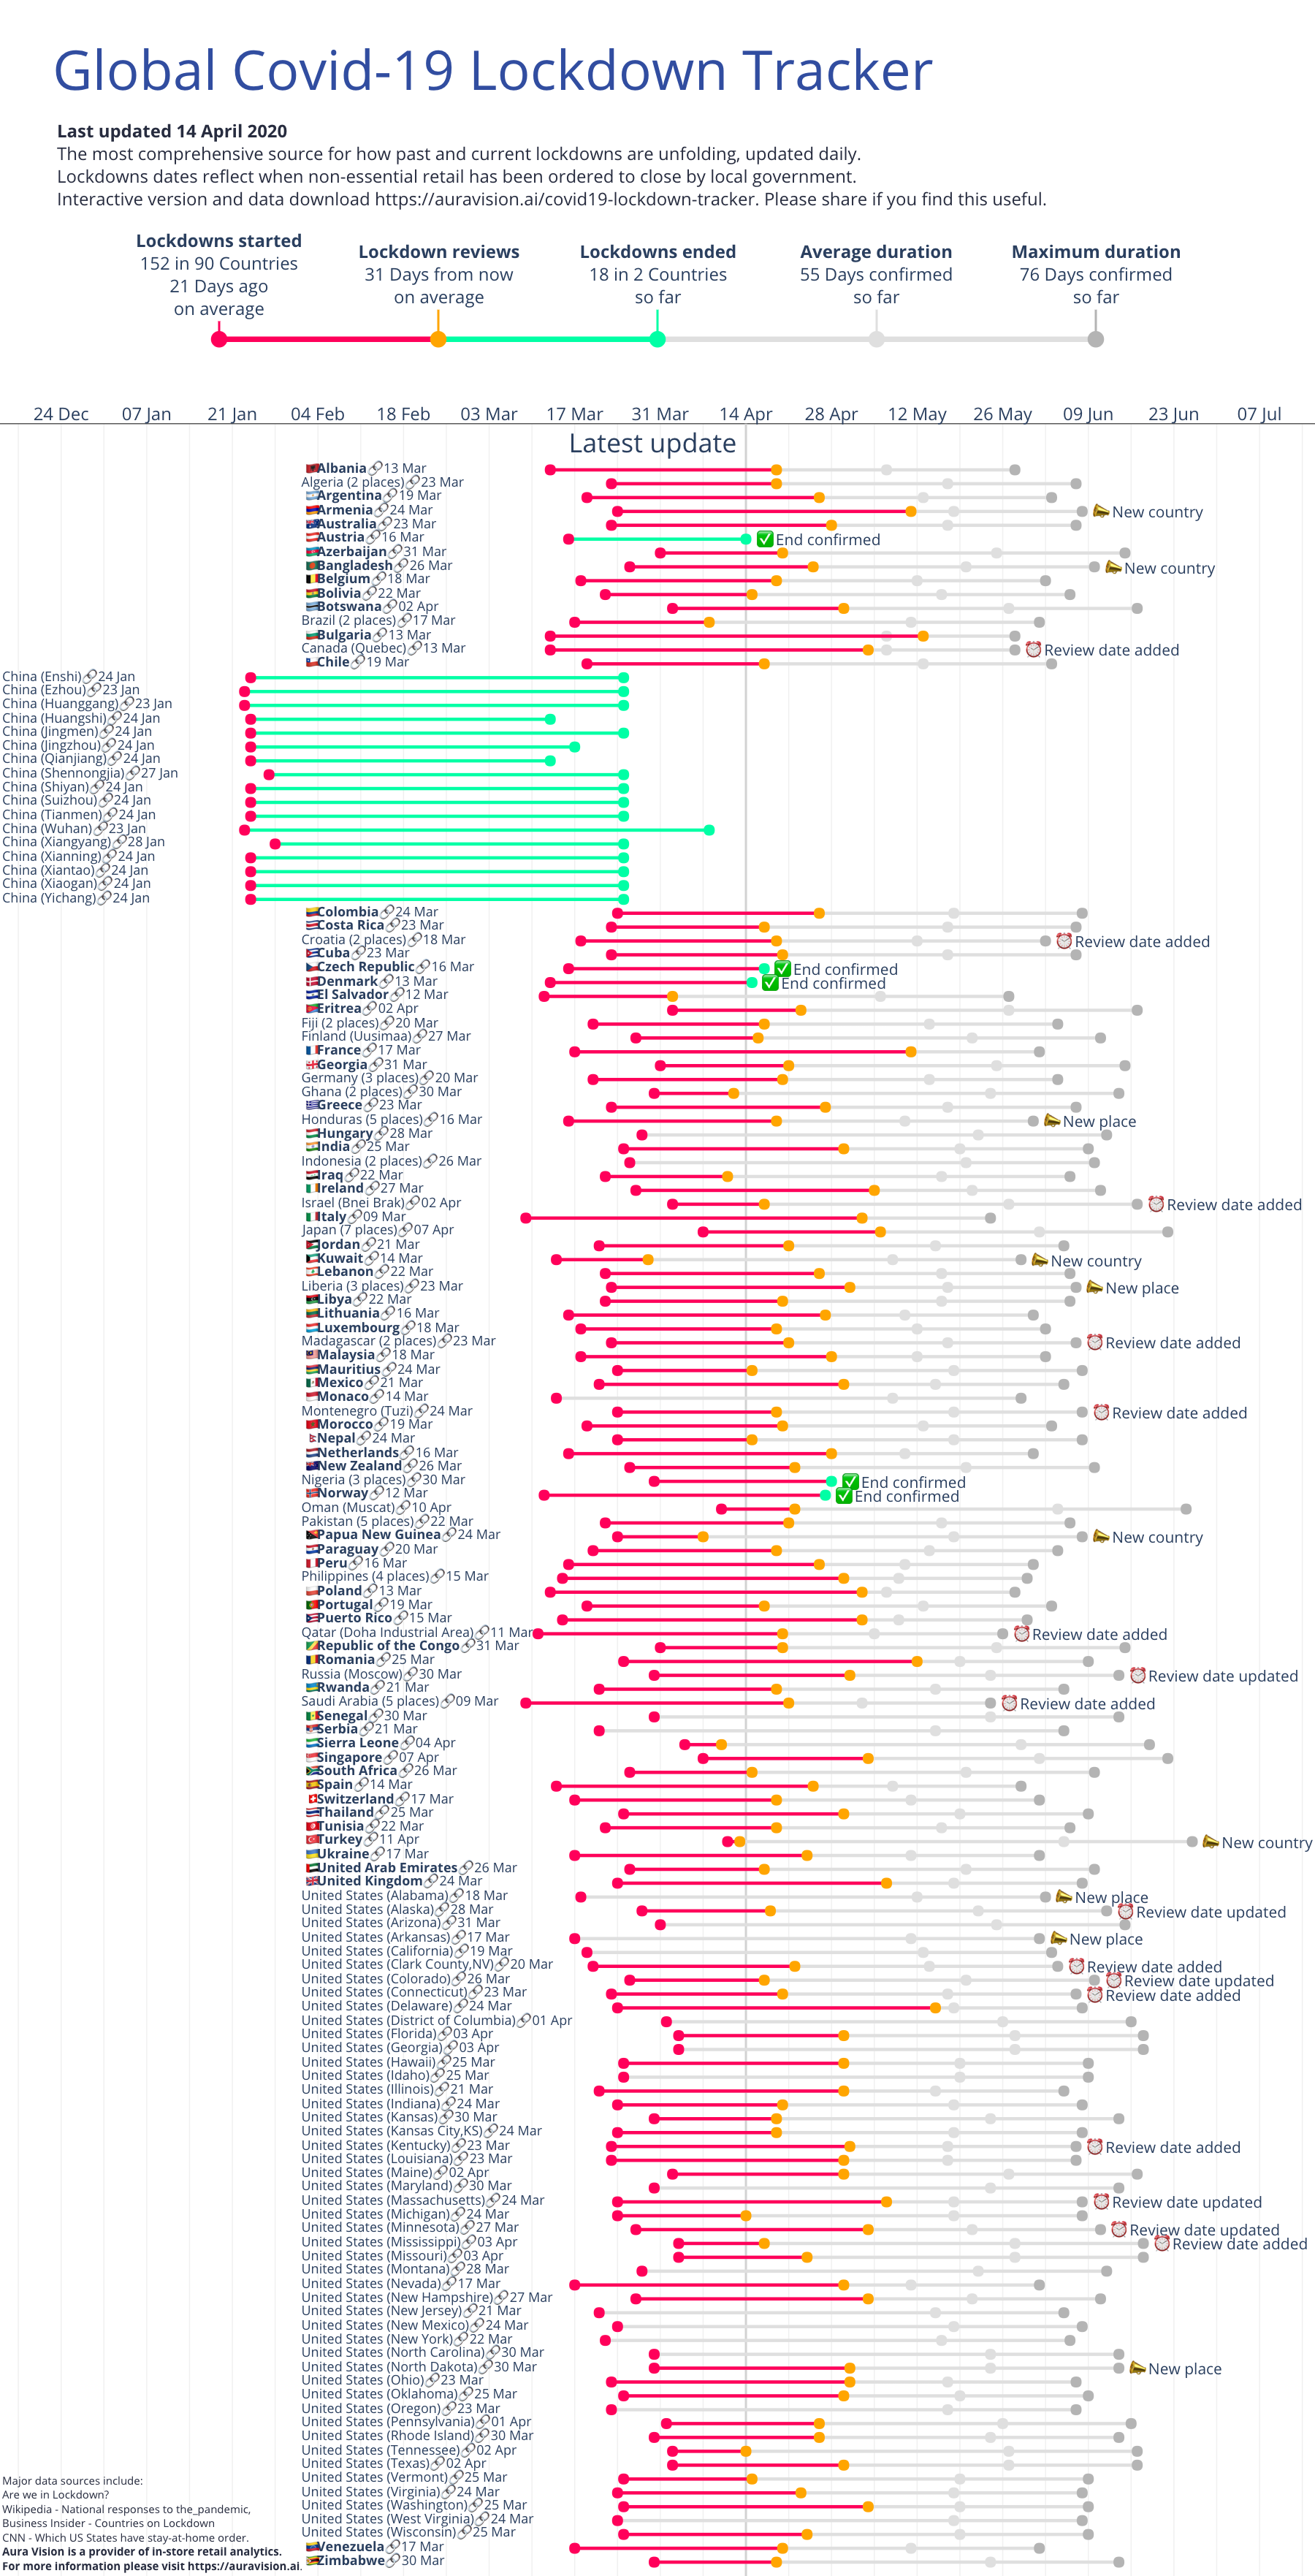 Global Covid-19 Lockdown Tracker
Last updated 14 April 2020
The most comprehensive source for how past and current lockdowns are unfolding, updated daily.
Lockdowns dates reflect when non-essential retail has been ordered to close by local government.
Interactive version and data download https://auravision.ai/covid19-lockdown-tracker. Please share if you find this useful.
Lockdowns started
152 in 90 Countries
21 Days ago
on average
Lockdown reviews
31 Days from now
on average
Lockdowns ended
18 in 2 Countries
so far
Average duration
55 Days confirmed
so far
Maximum duration
76 Days confirmed
so far
24 Dec 07 Jan 21 Jan 04 Feb 18 Feb 03 Mar 17 Mar 31 Mar 14 Apr 28 Apr 12 May 26 May 09 Jun 23 Jun 07 Jul
Latest update
Albania 13 Mar
Algeria (2 places) 23 Mar
Argentina 19 Mar
Armenia 24 Mar New country
Australia 23 Mar
Austria 16 Mar End confirmed
Azerbaijan 31 Mar
Bangladesh 26 Mar New country
Belgium 18 Mar
Bolivia 22 Mar
Botswana 02 Apr
Brazil (2 places) 17 Mar
Bulgaria 13 Mar
Canada (Quebec) 13 Mar Review date added
Chile 19 Mar
China (Enshi) 24 Jan
China (Ezhou) 23 Jan
China (Huanggang) 23 Jan
China (Huangshi) 24 Jan
China (Jingmen) 24 Jan
China (Jingzhou) 24 Jan
China (Qianjiang) 24 Jan
China (Shennongjia) 27 Jan
China (Shiyan) 24 Jan
China (Suizhou) 24 Jan
China (Tianmen) 24 Jan
China (Wuhan) 23 Jan
China (Xiangyang) 28 Jan
China (Xianning) 24 Jan
China (Xiantao) 24 Jan
China (Xiaogan) 24 Jan
China (Yichang) 24 Jan
Colombia 24 Mar
Costa Rica 23 Mar
Croatia (2 places) 18 Mar Review date added
Cuba 23 Mar
Czech Republic 16 Mar End confirmed
Denmark 13 Mar End confirmed
El Salvador 12 Mar
Eritrea 02 Apr
Fiji (2 places) 20 Mar
Finland (Uusimaa) 27 Mar
France 17 Mar
Georgia 31 Mar
Germany (3 places) 20 Mar
Ghana (2 places) 30 Mar
Greece 23 Mar
Honduras (5 places) 16 Mar New place
Hungary 28 Mar
India 25 Mar
Indonesia (2 places) 26 Mar
Iraq 22 Mar
Ireland 27 Mar
Israel (Bnei Brak) 02 Apr Review date added
Italy 09 Mar
Japan (7 places) 07 Apr
Jordan 21 Mar
Kuwait 14 Mar New country
Lebanon 22 Mar
Liberia (3 places) 23 Mar New place
Libya 22 Mar
Lithuania 16 Mar
Luxembourg 18 Mar
Madagascar (2 places) 23 Mar Review date added
Malaysia 18 Mar
Mauritius 24 Mar
Mexico 21 Mar
Monaco 14 Mar
Montenegro (Tuzi) 24 Mar Review date added
Morocco 19 Mar
Nepal 24 Mar
Netherlands 16 Mar
New Zealand 26 Mar
Nigeria (3 places) 30 Mar End confirmed
Norway 12 Mar End confirmed
Oman (Muscat) 10 Apr
Pakistan (5 places) 22 Mar
Papua New Guinea 24 Mar New country
Paraguay 20 Mar
Peru 16 Mar
Philippines (4 places) 15 Mar
Poland 13 Mar
Portugal 19 Mar
Puerto Rico 15 Mar
Qatar (Doha Industrial Area) 11 Mar Review date added
Republic of the Congo 31 Mar
Romania 25 Mar
Russia (Moscow) 30 Mar Review date updated
Rwanda 21 Mar
Saudi Arabia (5 places) 09 Mar Review date added
Senegal 30 Mar
Serbia 21 Mar
Sierra Leone 04 Apr
Singapore 07 Apr
South Africa 26 Mar
Spain 14 Mar
Switzerland 17 Mar
Thailand 25 Mar
Tunisia 22 Mar
Turkey 11 Apr New country
Ukraine 17 Mar
United Arab Emirates 26 Mar
United Kingdom 24 Mar
United States (Alabama) 18 Mar New place
United States (Alaska) 28 Mar Review date updated
United States (Arizona) 31 Mar
United States (Arkansas) 17 Mar New place
United States (California) 19 Mar
United States (Clark County,NV) 20 Mar Review date added
United States (Colorado) 26 Mar Review date updated
United States (Connecticut) 23 Mar Review date added
United States (Delaware) 24 Mar
United States (District of Columbia) 01 Apr
United States (Florida) 03 Apr
United States (Georgia) 03 Apr
United States (Hawaii) 25 Mar
United States (Idaho) 25 Mar
United States (Illinois) 21 Mar
United States (Indiana) 24 Mar
United States (Kansas) 30 Mar
United States (Kansas City,KS) 24 Mar
United States (Kentucky) 23 Mar Review date added
United States (Louisiana) 23 Mar
United States (Maine) 02 Apr
United States (Maryland) 30 Mar
United States (Massachusetts) 24 Mar Review date updated
United States (Michigan) 24 Mar
United States (Minnesota) 27 Mar Review date updated
United States (Mississippi) 03 Apr Review date added
United States (Missouri) 03 Apr
United States (Montana) 28 Mar
United States (Nevada) 17 Mar
United States (New Hampshire) 27 Mar
United States (New Jersey) 21 Mar
United States (New Mexico) 24 Mar
United States (New York) 22 Mar
United States (North Carolina) 30 Mar
United States (North Dakota) 30 Mar New place
United States (Ohio) 23 Mar
United States (Oklahoma) 25 Mar
United States (Oregon) 23 Mar
United States (Pennsylvania) 01 Apr
United States (Rhode Island) 30 Mar
United States (Tennessee) 02 Apr
United States (Texas) 02 Apr
United States (Vermont) 25 Mar
United States (Virginia) 24 Mar
United States (Washington) 25 Mar
United States (West Virginia) 24 Mar
United States (Wisconsin) 25 Mar
Venezuela 17 Mar
Zimbabwe 30 Mar
Major data sources include:
Are we in Lockdown?
Wikipedia - National responses to the_pandemic,
Business Insider - Countries on Lockdown
CNN - Which US States have stay-at-home order.
Aura Vision is a provider of in-store retail analytics.
For more information please visit https://auravision.ai.